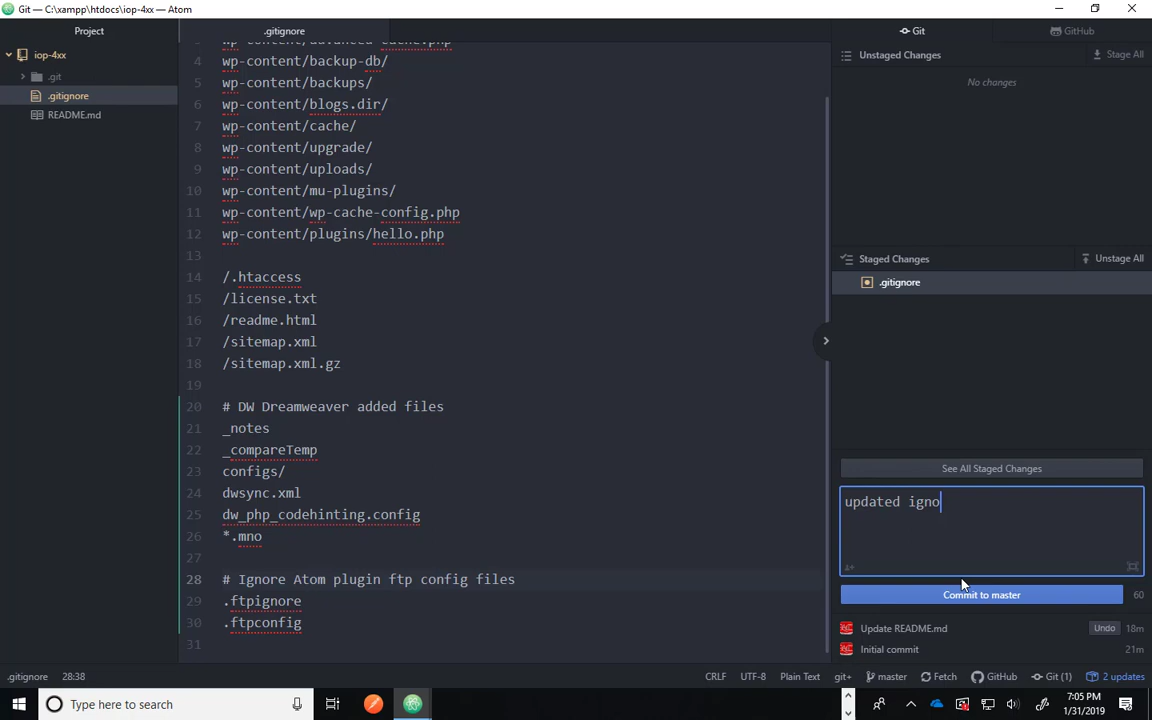 Git — C:\xampp\htdocs\iop-4xx — Atom
Project
.gitignore
Git
GitHub
iop-4xx
.git
.gitignore
README.md
4 wp-content/backup-db/
5 wp-content/backups/
6 wp-content/blogs.dir/
7 wp-content/cache/
8 wp-content/upgrade/
9 wp-content/uploads/
10 wp-content/mu-plugins/
11 wp-content/wp-cache-config.php
12 wp-content/plugins/hello.php
13
14 /.htaccess
15 /license.txt
16 /readme.html
17 /sitemap.xml
18 /sitemap.xml.gz
19
20 # DW Dreamweaver added files
21 _notes
22 _compareTemp
23 configs/
24 dwsync.xml
25 dw_php_codehinting.config
26 *.mno
27
28 # Ignore Atom plugin ftp config files
29 .ftpignore
30 .ftpconfig
31
Unstaged Changes
Stage All
No changes
Staged Changes
Unstage All
.gitignore
See All Staged Changes
updated igno
Commit to master
60
Update README.md Undo 18m
Initial commit 21m
.gitignore 28:38 CRLF UTF-8 Plain Text git+ master Fetch GitHub Git (1) 2 updates
Type here to search
7:05 PM
1/31/2019